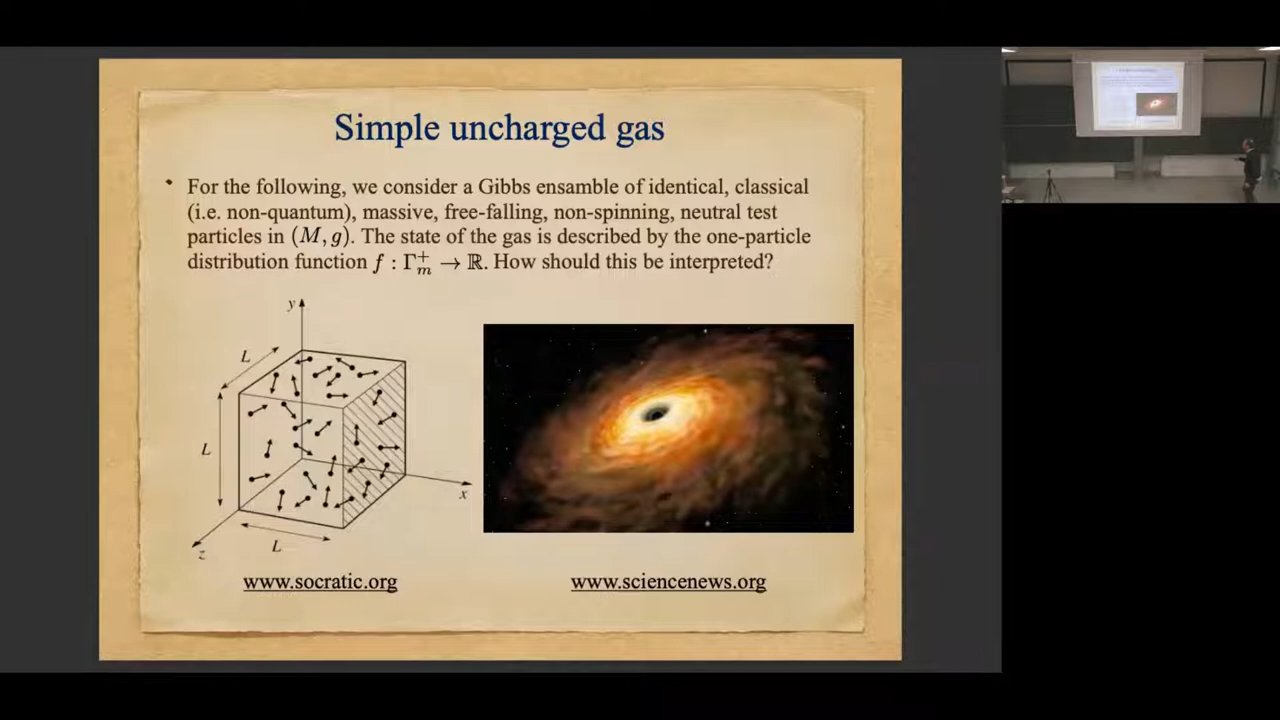 Simple uncharged gas
• For the following, we consider a Gibbs ensamble of identical, classical
(i.e. non-quantum), massive, free-falling, non-spinning, neutral test
particles in (M, g). The state of the gas is described by the one-particle
distribution function f : Γ⁺ₘ → ℝ. How should this be interpreted?
y
L
L
x
L
z
www.socratic.org
www.sciencenews.org